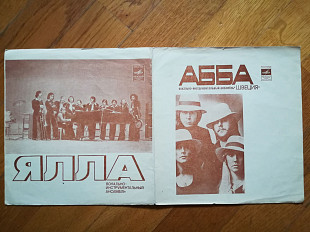 ЯЛЛА
ВОКАЛЬНО-
ИНСТРУМЕНТАЛЬНЫЙ
АНСАМБЛЬ
АББА
ВОКАЛЬНО-ИНСТРУМЕНТАЛЬНЫЙ АНСАМБЛЬ /ШВЕЦИЯ/